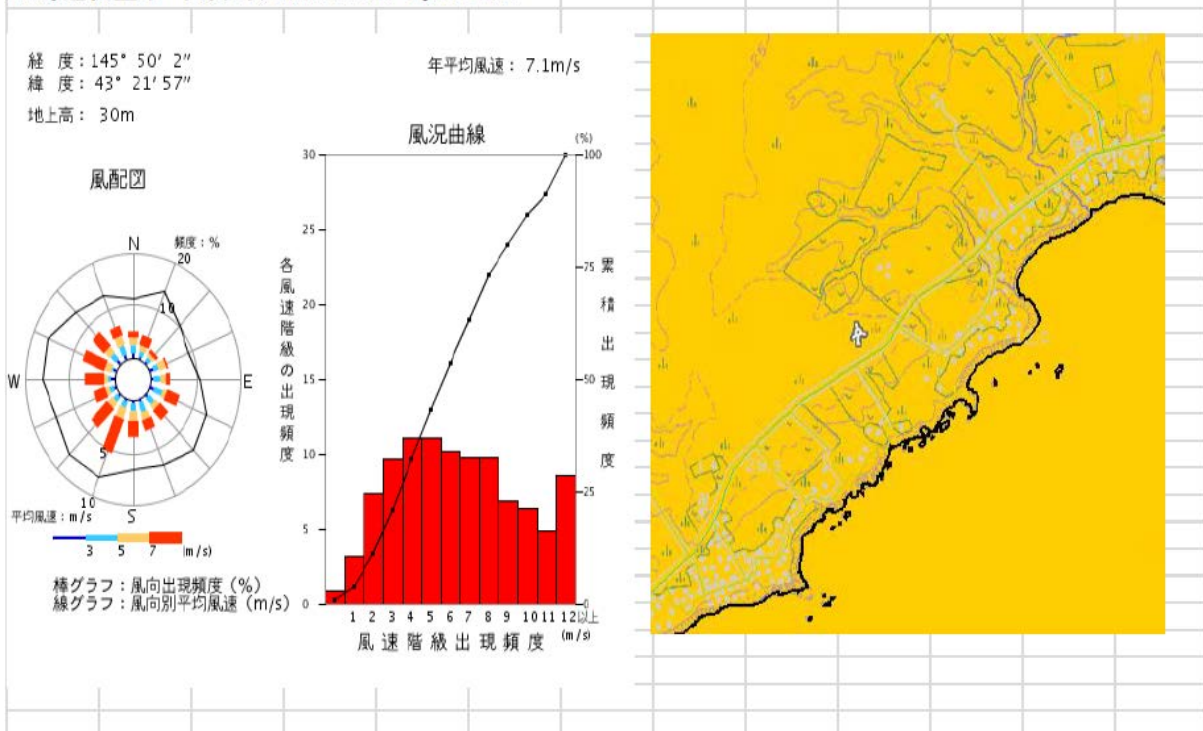 経 度：145° 50′ 2″
緯 度：43° 21′57″
地上高： 30m
年平均風速： 7.1m/s
風配図
N
頻度：%
20
10
W
E
5
10
S
平均風速：m/s
3 5 7 (m/s)
棒グラフ：風向出現頻度（%）
線グラフ：風向別平均風速（m/s）
風況曲線
(%)
30
25
20
15
10
5
0
100
75
50
25
0
各風速階級の出現頻度
累積出現頻度
1 2 3 4 5 6 7 8 9 10 11 12以上
(m/s)
風速階級出現頻度